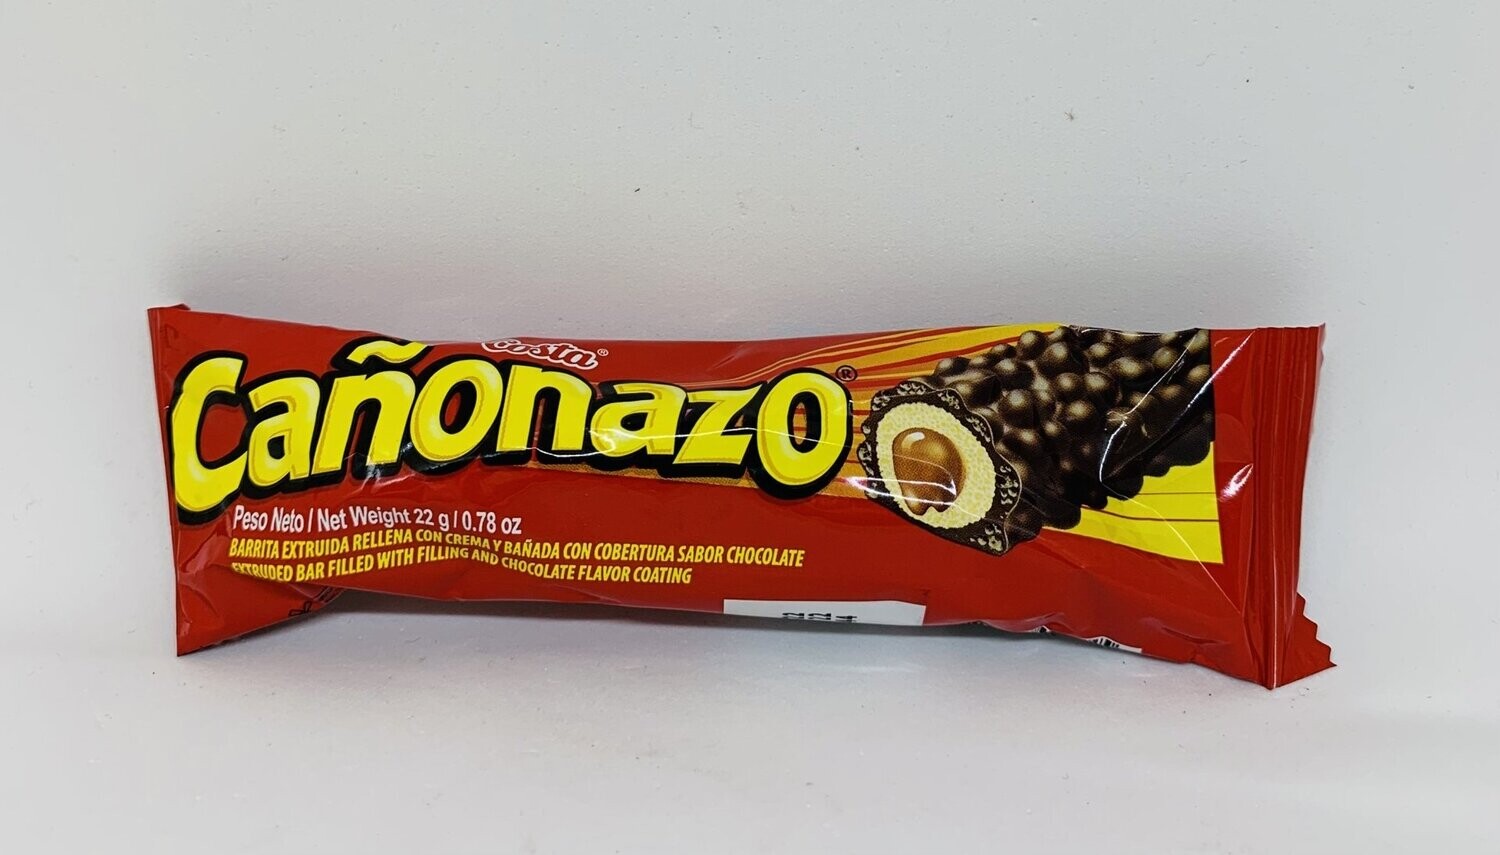 Costa®
Cañonazo®
Peso Neto / Net Weight 22 g / 0.78 oz
BARRITA EXTRUIDA RELLENA CON CREMA Y BAÑADA CON COBERTURA SABOR CHOCOLATE
EXTRUDED BAR FILLED WITH FILLING AND CHOCOLATE FLAVOR COATING